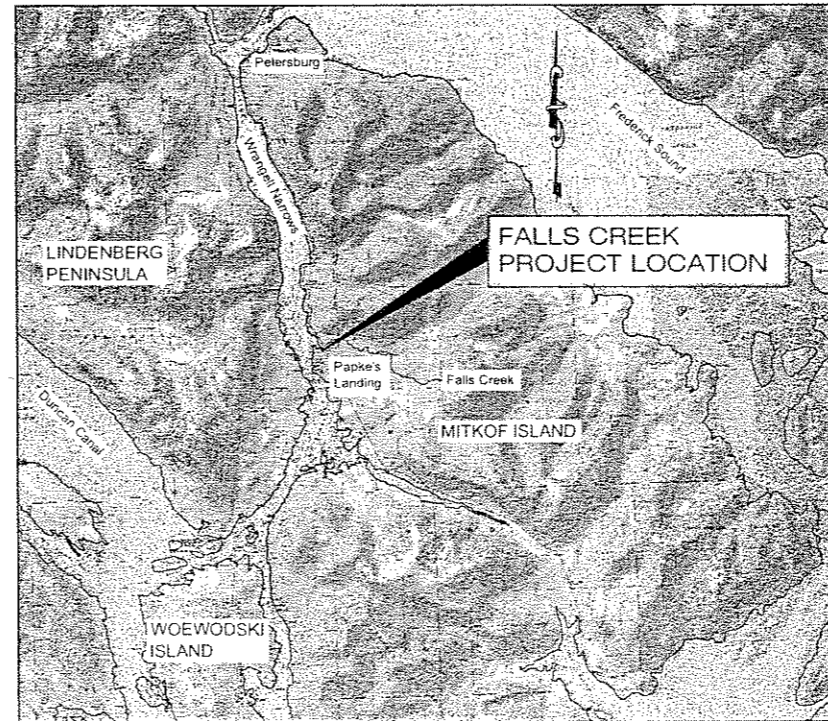 Petersburg
Frederick Sound
Wrangell Narrows
FALLS CREEK
PROJECT LOCATION
LINDENBERG
PENINSULA
Papke's
Landing
Falls Creek
Duncan Canal
MITKOF ISLAND
WOEWODSKI
ISLAND